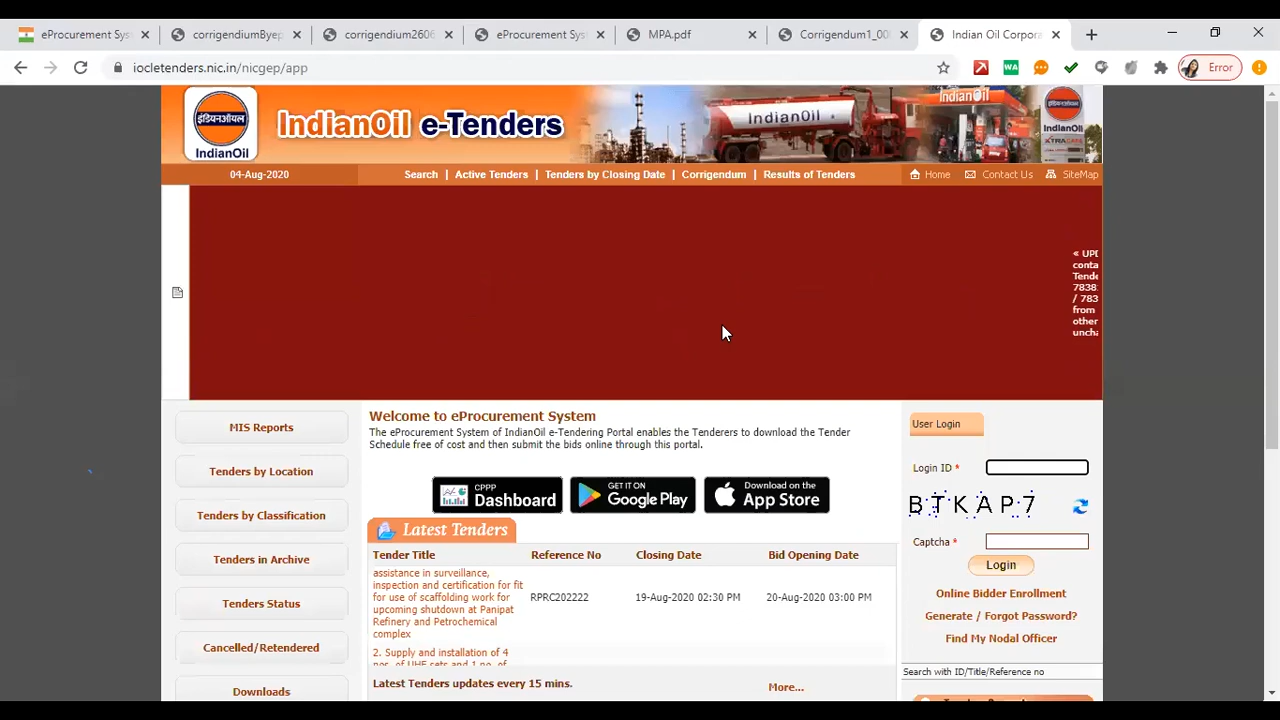 eProcurement Sys
corrigendumByep
corrigendum2606
eProcurement System
MPA.pdf
Corrigendum1_00
Indian Oil Corpora
iocletenders.nic.in/nicgep/app
WA
Error
इंडियनऑयल
IndianOil
IndianOil e-Tenders
IndianOil
IndianOil
IndianOil
XTRACARE
04-Aug-2020
Search | Active Tenders | Tenders by Closing Date | Corrigendum | Results of Tenders
Home
Contact Us
SiteMap
« UPD
conta
Tende
7838
/ 783
from
other
uncha
MIS Reports
Tenders by Location
Tenders by Classification
Tenders in Archive
Tenders Status
Cancelled/Retendered
Downloads
Welcome to eProcurement System
The eProcurement System of IndianOil e-Tendering Portal enables the Tenderers to download the Tender
Schedule free of cost and then submit the bids online through this portal.
CPPP
Dashboard
GET IT ON
Google Play
Download on the
App Store
Latest Tenders
Tender Title Reference No Closing Date Bid Opening Date
assistance in surveillance,
inspection and certification for fit
for use of scaffolding work for
upcoming shutdown at Panipat
Refinery and Petrochemical
complex
RPRC202222 19-Aug-2020 02:30 PM 20-Aug-2020 03:00 PM
2. Supply and installation of 4
nos. of UHF sets and 1 no. of
Latest Tenders updates every 15 mins.
More...
User Login
Login ID *
BTKAP7
Captcha *
Login
Online Bidder Enrollment
Generate / Forgot Password?
Find My Nodal Officer
Search with ID/Title/Reference no